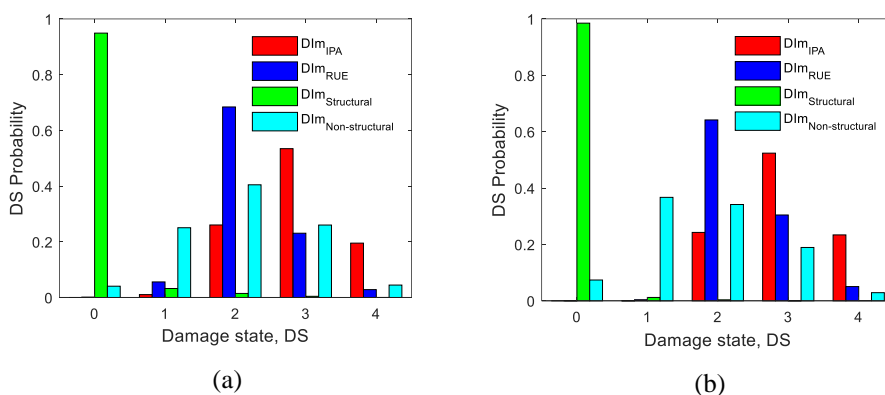 1
0.8
0.6
0.4
0.2
0
DS Probability
DIm_IPA
DIm_RUE
DIm_Structural
DIm_Non-structural
0 1 2 3 4
Damage state, DS
(a)
1
0.8
0.6
0.4
0.2
0
DS Probability
DIm_IPA
DIm_RUE
DIm_Structural
DIm_Non-structural
0 1 2 3 4
Damage state, DS
(b)